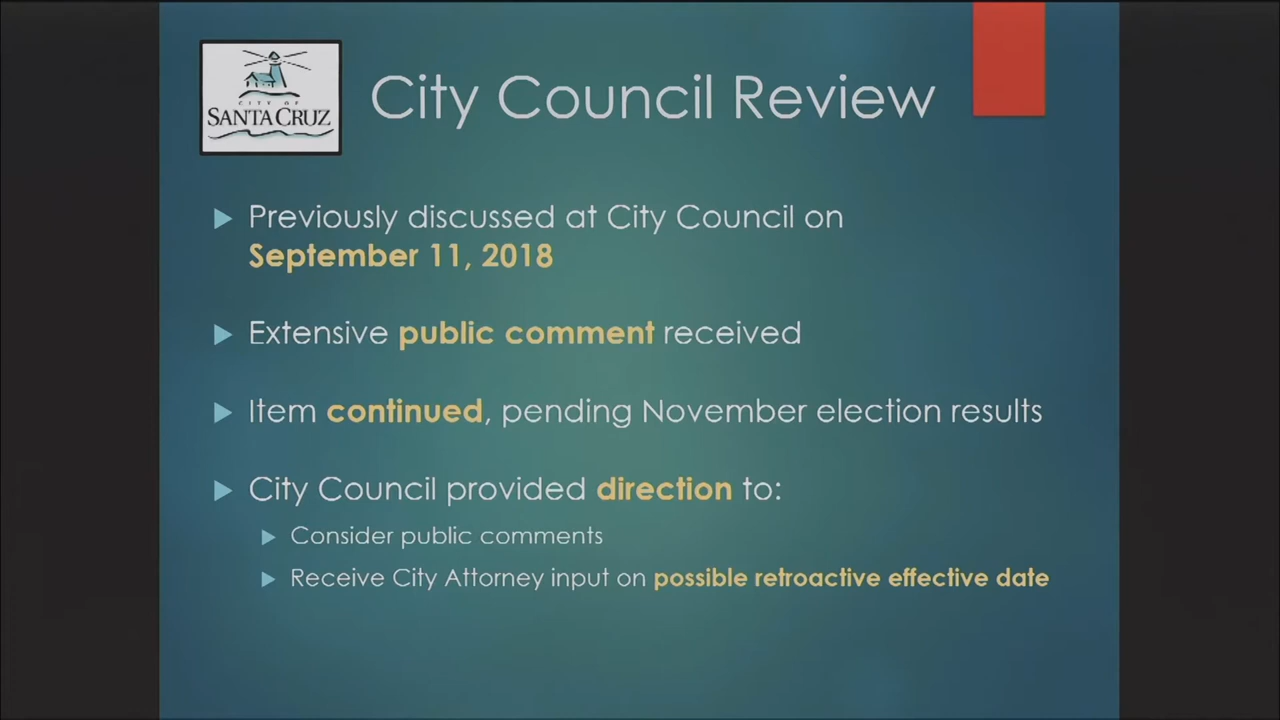 CITY OF
SANTA CRUZ
City Council Review
Previously discussed at City Council on
September 11, 2018
Extensive public comment received
Item continued, pending November election results
City Council provided direction to:
Consider public comments
Receive City Attorney input on possible retroactive effective date